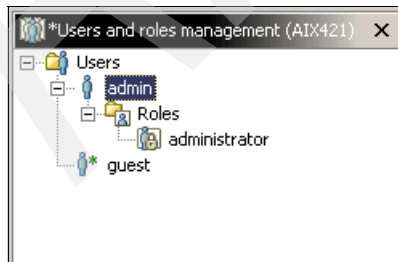 *Users and roles management (AIX421)
Users
admin
Roles
administrator
* guest